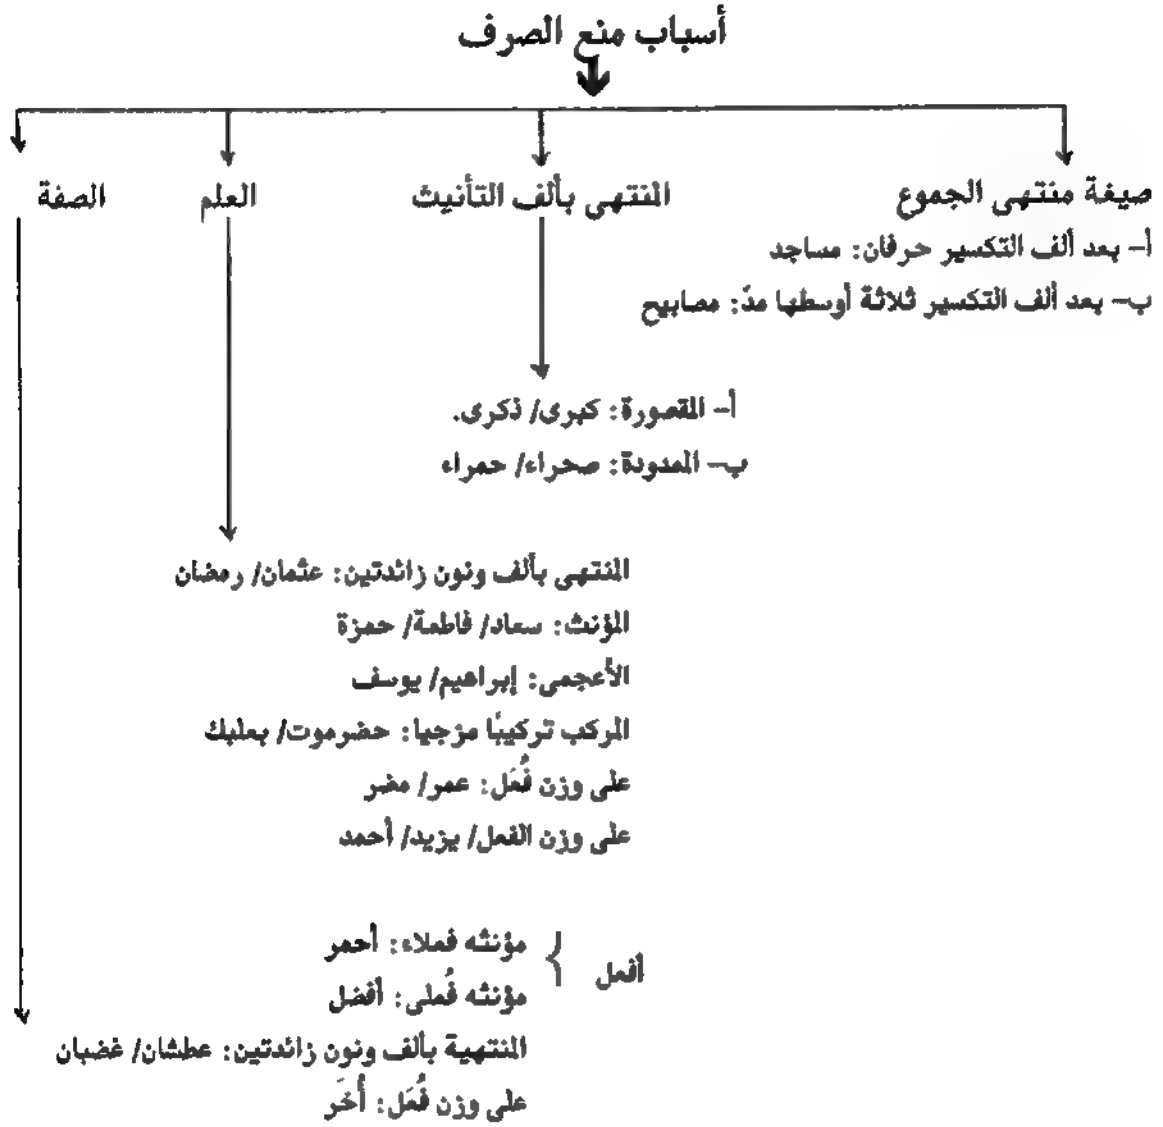 أسباب منع الصرف
صيغة منتهى الجموع
أ- بعد ألف التكسير حرفان: مساجد
ب- بعد ألف التكسير ثلاثة أوسطها مدّ: مصابيح
المنتهى بألف التأنيث
أ- المقصورة: كبرى/ ذكرى.
ب- الممدودة: صحراء/ حمراء
العلم
المنتهى بألف ونون زائدتين: عثمان/ رمضان
المؤنث: سعاد/ فاطمة/ حمزة
الأعجمى: إبراهيم/ يوسف
المركب تركيبًا مزجيا: حضرموت/ بعلبك
على وزن فُعَل: عمر/ مضر
على وزن الفعل/ يزيد/ أحمد
الصفة
أفعل
مؤنثه فعلاء: أحمر
مؤنثه فُعلى: أفضل
المنتهية بألف ونون زائدتين: عطشان/ غضبان
على وزن فُعَل: أُخَر